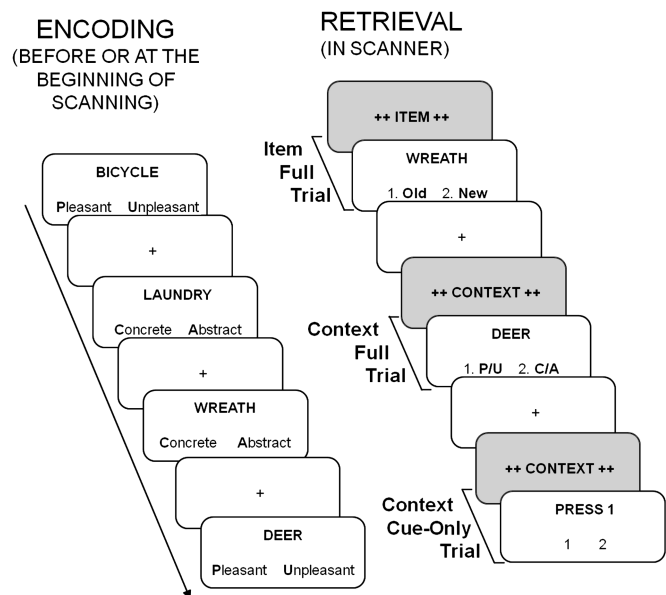 ENCODING
(BEFORE OR AT THE
BEGINNING OF
SCANNING)
BICYCLE
Pleasant Unpleasant
+
LAUNDRY
Concrete Abstract
+
WREATH
Concrete Abstract
+
DEER
Pleasant Unpleasant
RETRIEVAL
(IN SCANNER)
++ ITEM ++
Item
Full
Trial
WREATH
1. Old 2. New
+
++ CONTEXT ++
Context
Full
Trial
DEER
1. P/U 2. C/A
+
++ CONTEXT ++
Context
Cue-Only
Trial
PRESS 1
1 2